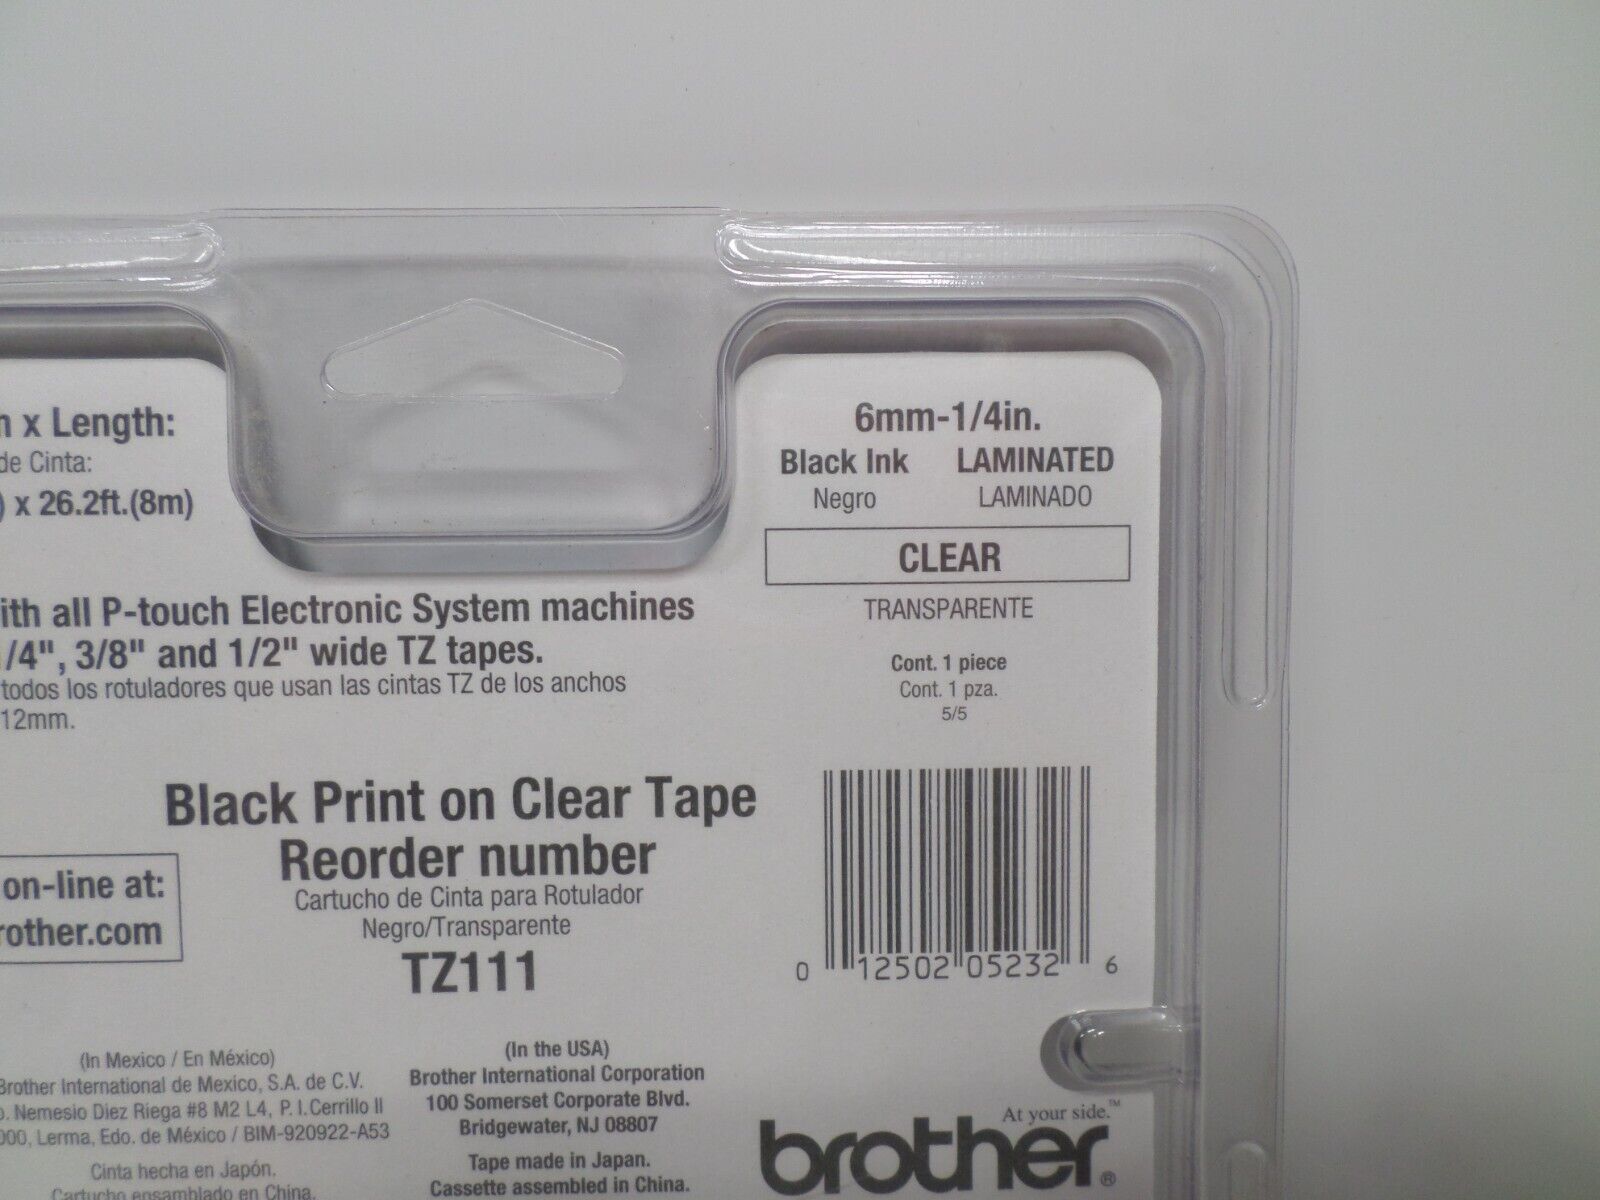 x Length:
de Cinta:
x 26.2ft.(8m)
6mm-1/4in.
Black Ink LAMINATED
Negro LAMINADO
CLEAR
TRANSPARENTE
Cont. 1 piece
Cont. 1 pza.
5/5
all P-touch Electronic System machines
/4", 3/8" and 1/2" wide TZ tapes.
todos los rotuladores que usan las cintas TZ de los anchos
12mm.
Black Print on Clear Tape
Reorder number
Cartucho de Cinta para Rotulador
Negro/Transparente
TZ111
on-line at:
rother.com
0 12502 05232 6
(In Mexico / En México)
Brother International de Mexico, S.A. de C.V.
Nemesio Diez Riega #8 M2 L4, P.I.Cerrillo II
000, Lerma, Edo. de México / BIM-920922-A53
Cinta hecha en Japón.
Cartucho ensamblado en China.
(In the USA)
Brother International Corporation
100 Somerset Corporate Blvd.
Bridgewater, NJ 08807
Tape made in Japan.
Cassette assembled in China.
At your side.™
brother®